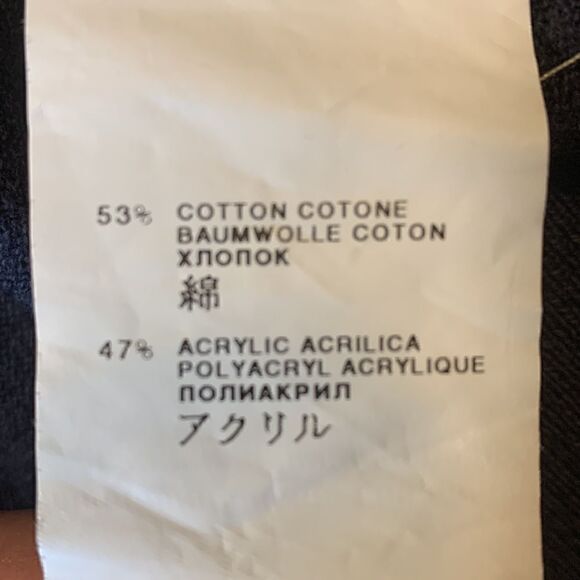 53% COTTON COTONE
BAUMWOLLE COTON
ХЛОПОК
綿
47% ACRYLIC ACRILICA
POLYACRYL ACRYLIQUE
ПОЛИАКРИЛ
アクリル